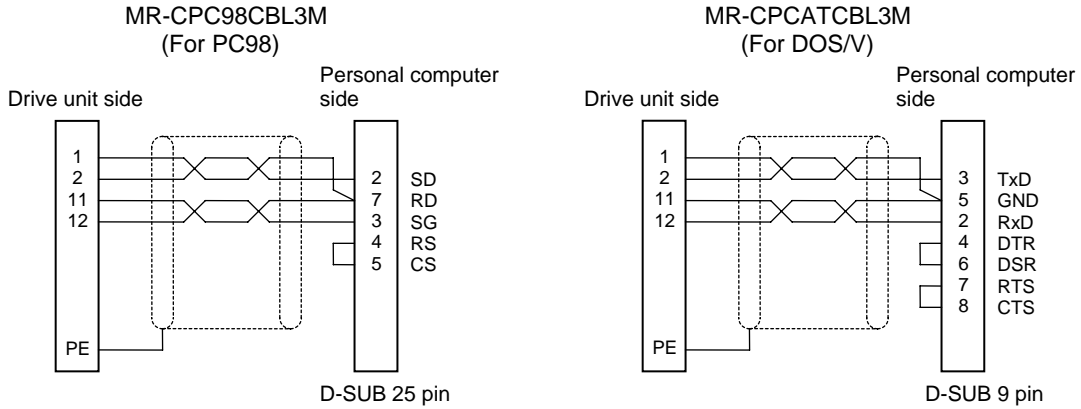 MR-CPC98CBL3M
(For PC98)
Drive unit side
Personal computer
side
1
2
11
12
PE
2 SD
7 RD
3 SG
4 RS
5 CS
D-SUB 25 pin
MR-CPCATCBL3M
(For DOS/V)
Drive unit side
Personal computer
side
1
2
11
12
PE
3 TxD
5 GND
2 RxD
4 DTR
6 DSR
7 RTS
8 CTS
D-SUB 9 pin